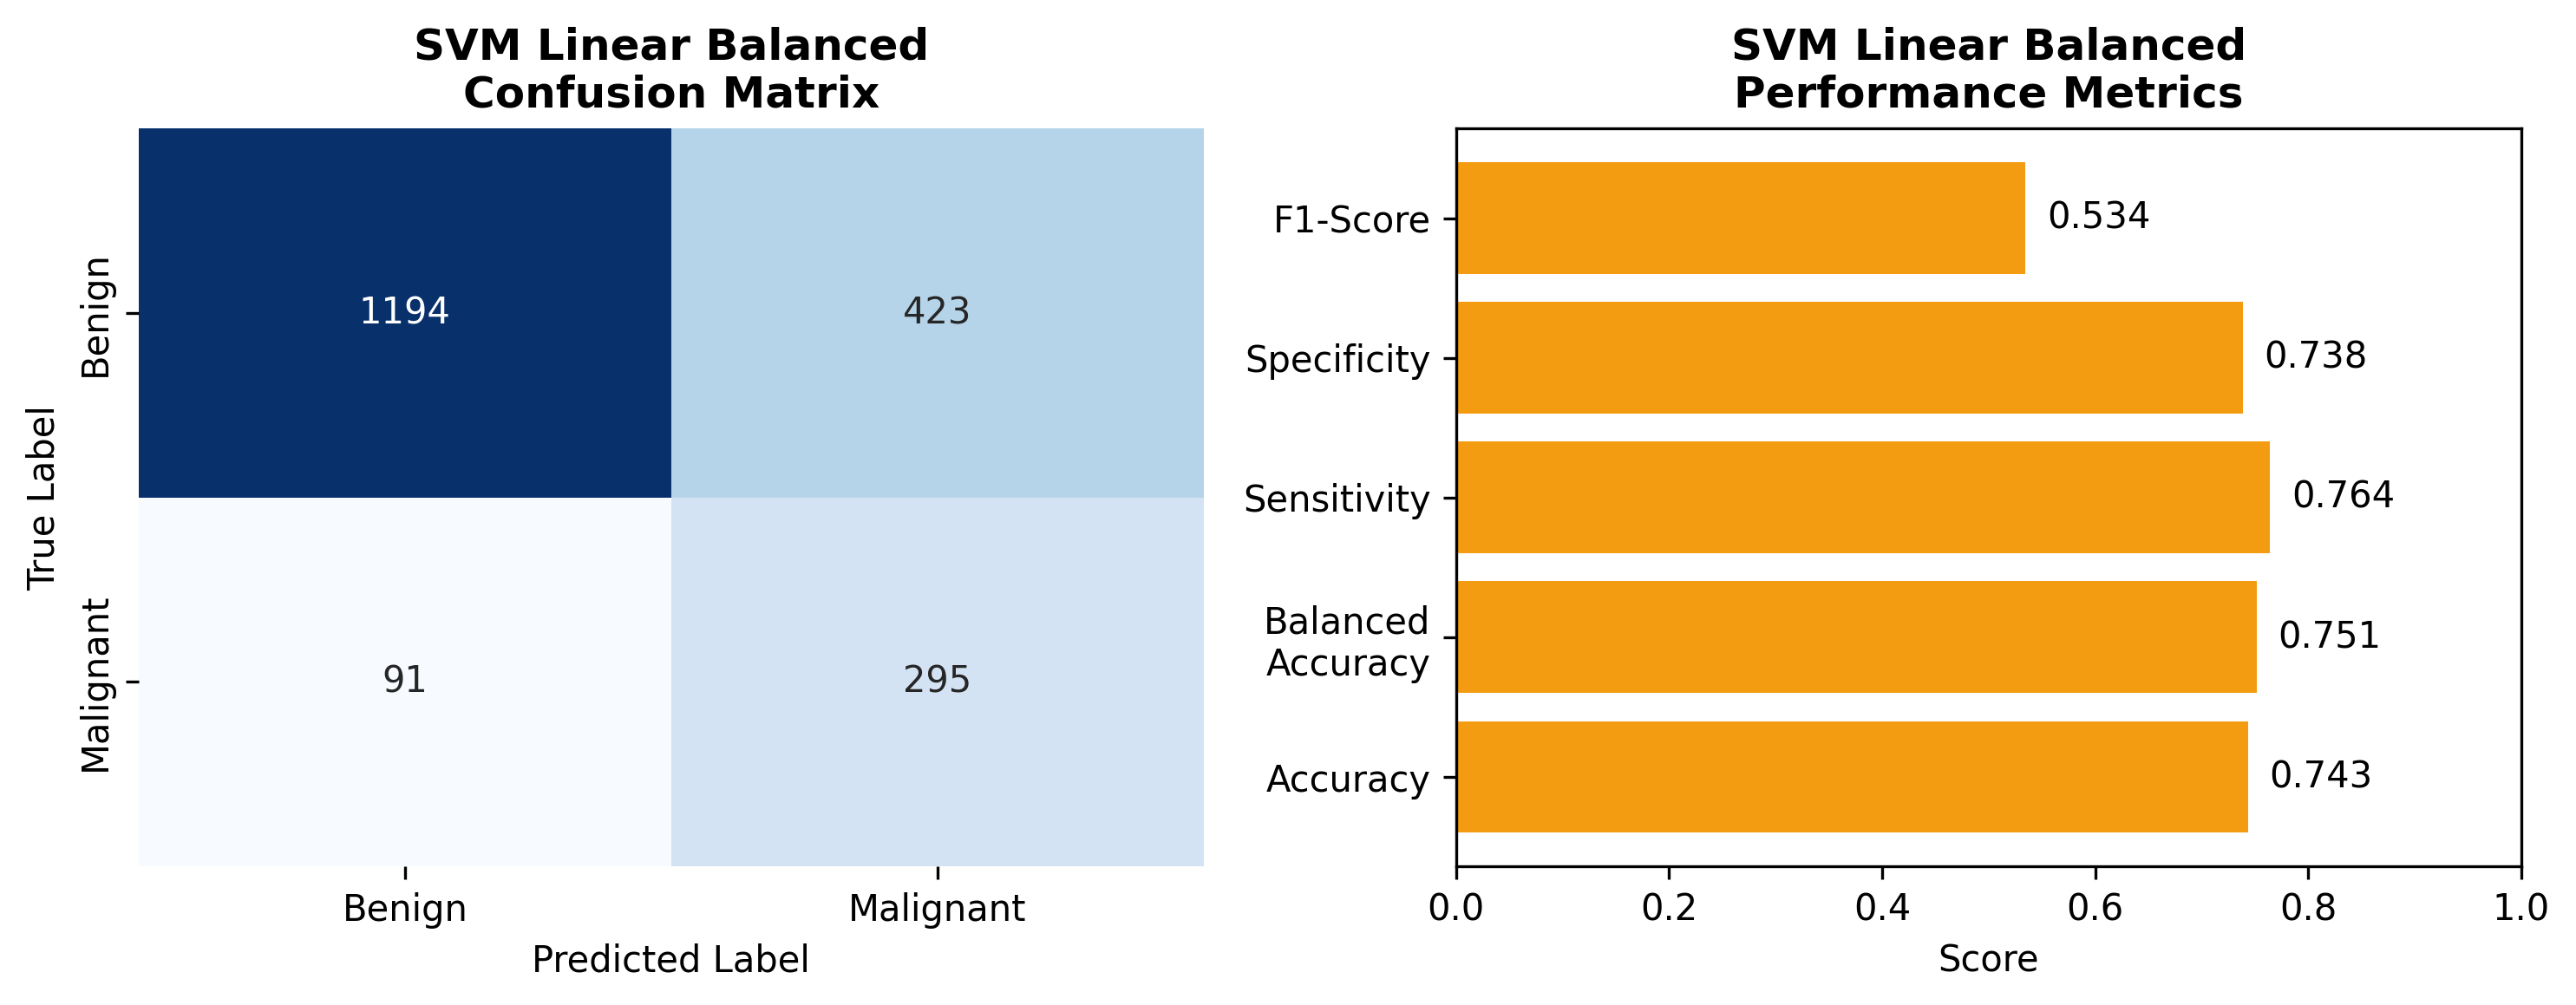 SVM Linear Balanced
Confusion Matrix
True Label
Benign
Malignant
1194
423
91
295
Benign
Malignant
Predicted Label
SVM Linear Balanced
Performance Metrics
F1-Score
0.534
Specificity
0.738
Sensitivity
0.764
Balanced
Accuracy
0.751
Accuracy
0.743
0.0
0.2
0.4
0.6
0.8
1.0
Score